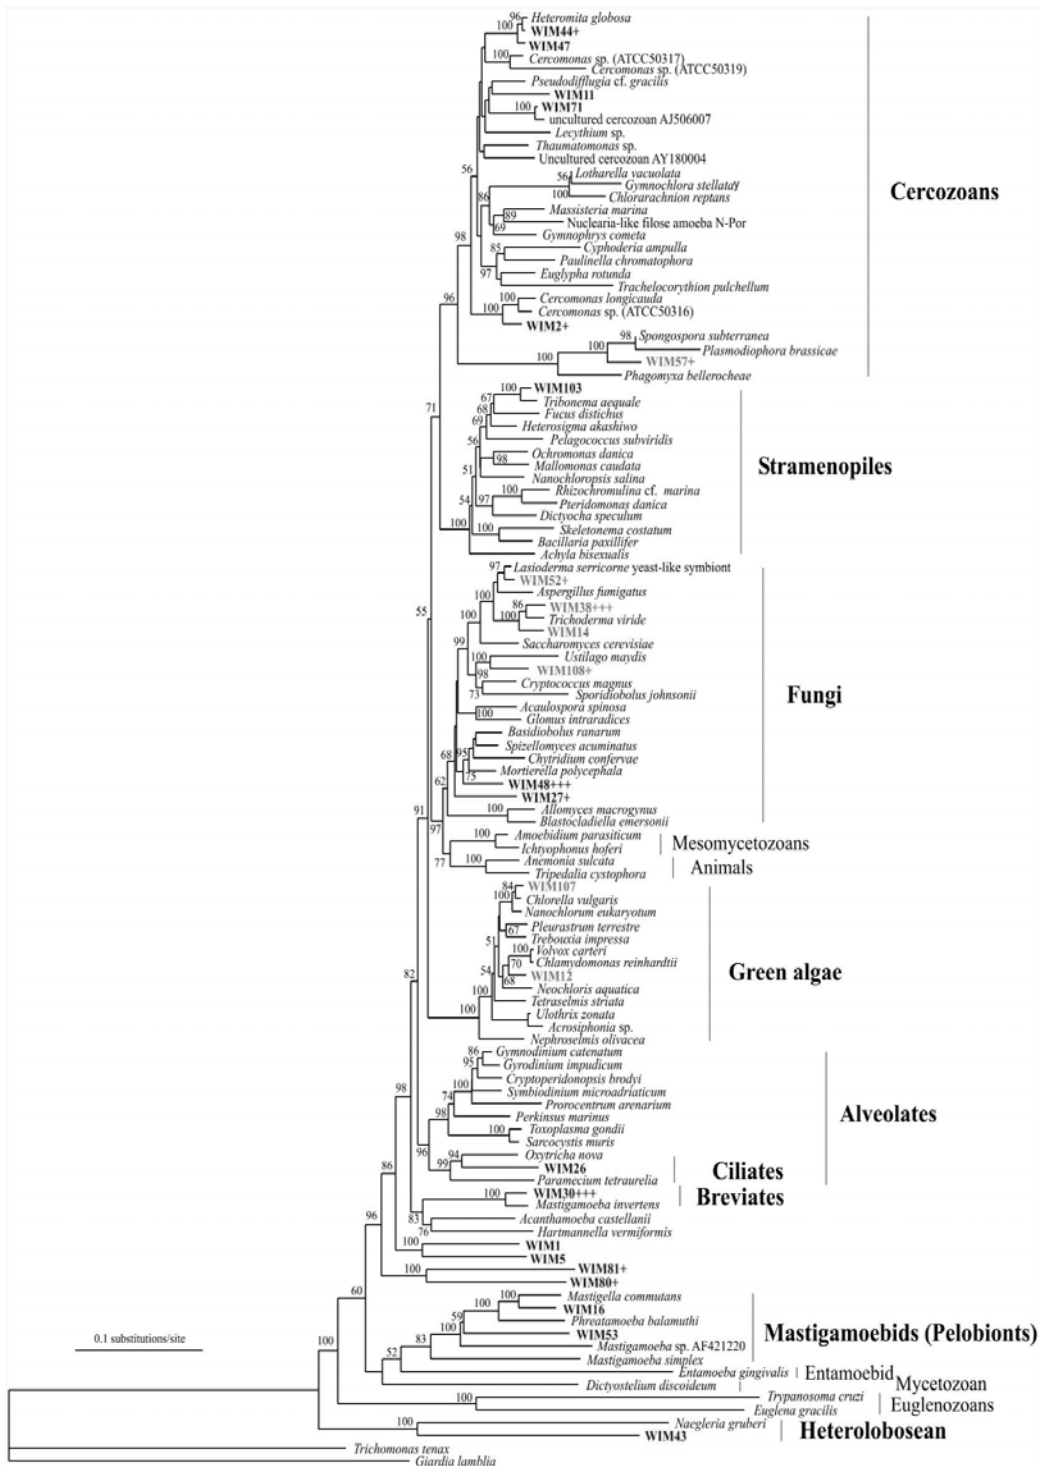 96 Heteromita globosa
100 WIM44+
WIM47
100 Cercomonas sp. (ATCC50317)
Cercomonas sp. (ATCC50319)
Pseudodifflugia cf. gracilis
WIM11
100 WIM71
uncultured cercozoan AJ506007
Lecythium sp.
Thaumatomonas sp.
Uncultured cercozoan AY180004
56
56 Lotharella vacuolata
Gymnochlora stellata
100 Chlorarachnion reptans
Cercozoans
86
Massisteria marina
89 Nuclearia-like filose amoeba N-Por
69 Gymnophrys cometa
98
85 Cyphoderia ampulla
Paulinella chromatophora
97 Euglypha rotunda
Trachelocorythion pulchellum
96
100 Cercomonas longicauda
100 Cercomonas sp. (ATCC50316)
WIM2+
98 Spongospora subterranea
100 Plasmodiophora brassicae
100 WIM57+
Phagomyxa bellerocheae
71
100 WIM103
67 Tribonema aequale
68 Fucus distichus
69 Heterosigma akashiwo
56 Pelagococcus subviridis
Ochromonas danica
98 Mallomonas caudata
51 Nanochloropsis salina
Stramenopiles
54 100 Rhizochromulina cf. marina
97 Pteridomonas danica
Dictyocha speculum
100 100 Skeletonema costatum
Bacillaria paxillifer
Achyla bisexualis
97 Lasioderma serricorne yeast-like symbiont
WIM52+
100 Aspergillus fumigatus
55
86 WIM38+++
100 100 Trichoderma viride
WIM14
99 Saccharomyces cerevisiae
100 Ustilago maydis
WIM108+
98 Cryptococcus magnus
73 Sporidiobolus johnsonii
Fungi
Acaulospora spinosa
100 Glomus intraradices
Basidiobolus ranarum
68 95 Spizellomyces acuminatus
Chytridium confervae
75 Mortierella polycephala
62 WIM48+++
WIM27+
91 100 Allomyces macrogynus
Blastocladiella emersonii
97
100 Amoebidium parasiticum
Ichtyophonus hoferi
Mesomycetozoans
77 100 Anemonia sulcata
Tripedalia cystophora
Animals
84 WIM107
100 Chlorella vulgaris
Nanochlorum eukaryotum
Pleurastrum terrestre
67 Trebouxia impressa
51 100 Volvox carteri
70 Chlamydomonas reinhardtii
54 WIM12
68 Neochloris aquatica
Green algae
82 100 Tetraselmis striata
Ulothrix zonata
100 Acrosiphonia sp.
Nephroselmis olivacea
86 Gymnodinium catenatum
95 Gyrodinium impudicum
100 Cryptoperidonopsis brodyi
98 74 Symbiodinium microadriaticum
Prorocentrum arenarium
98 Perkinsus marinus
Alveolates
100 Toxoplasma gondii
Sarcocystis muris
96 94 Oxytricha nova
99 WIM26
Paramecium tetraurelia
Ciliates
86 100 WIM30+++
Mastigamoeba invertens
Breviates
83 Acanthamoeba castellanii
76 Hartmannella vermiformis
96 100 WIM1
WIM5
100 WIM81+
WIM80+
60
100 Mastigella commutans
100 WIM16
59 Phreatamoeba balamuthi
100 WIM53
83 Mastigamoeba sp. AF421220
52 Mastigamoeba simplex
Mastigamoebids (Pelobionts)
0.1 substitutions/site
100
Entamoeba gingivalis
Entamoebid
Dictyostelium discoideum
Mycetozoan
100 Trypanosoma cruzi
Euglena gracilis
Euglenozoans
100 Naegleria gruberi
WIM43
Heterolobosean
Trichomonas tenax
Giardia lamblia